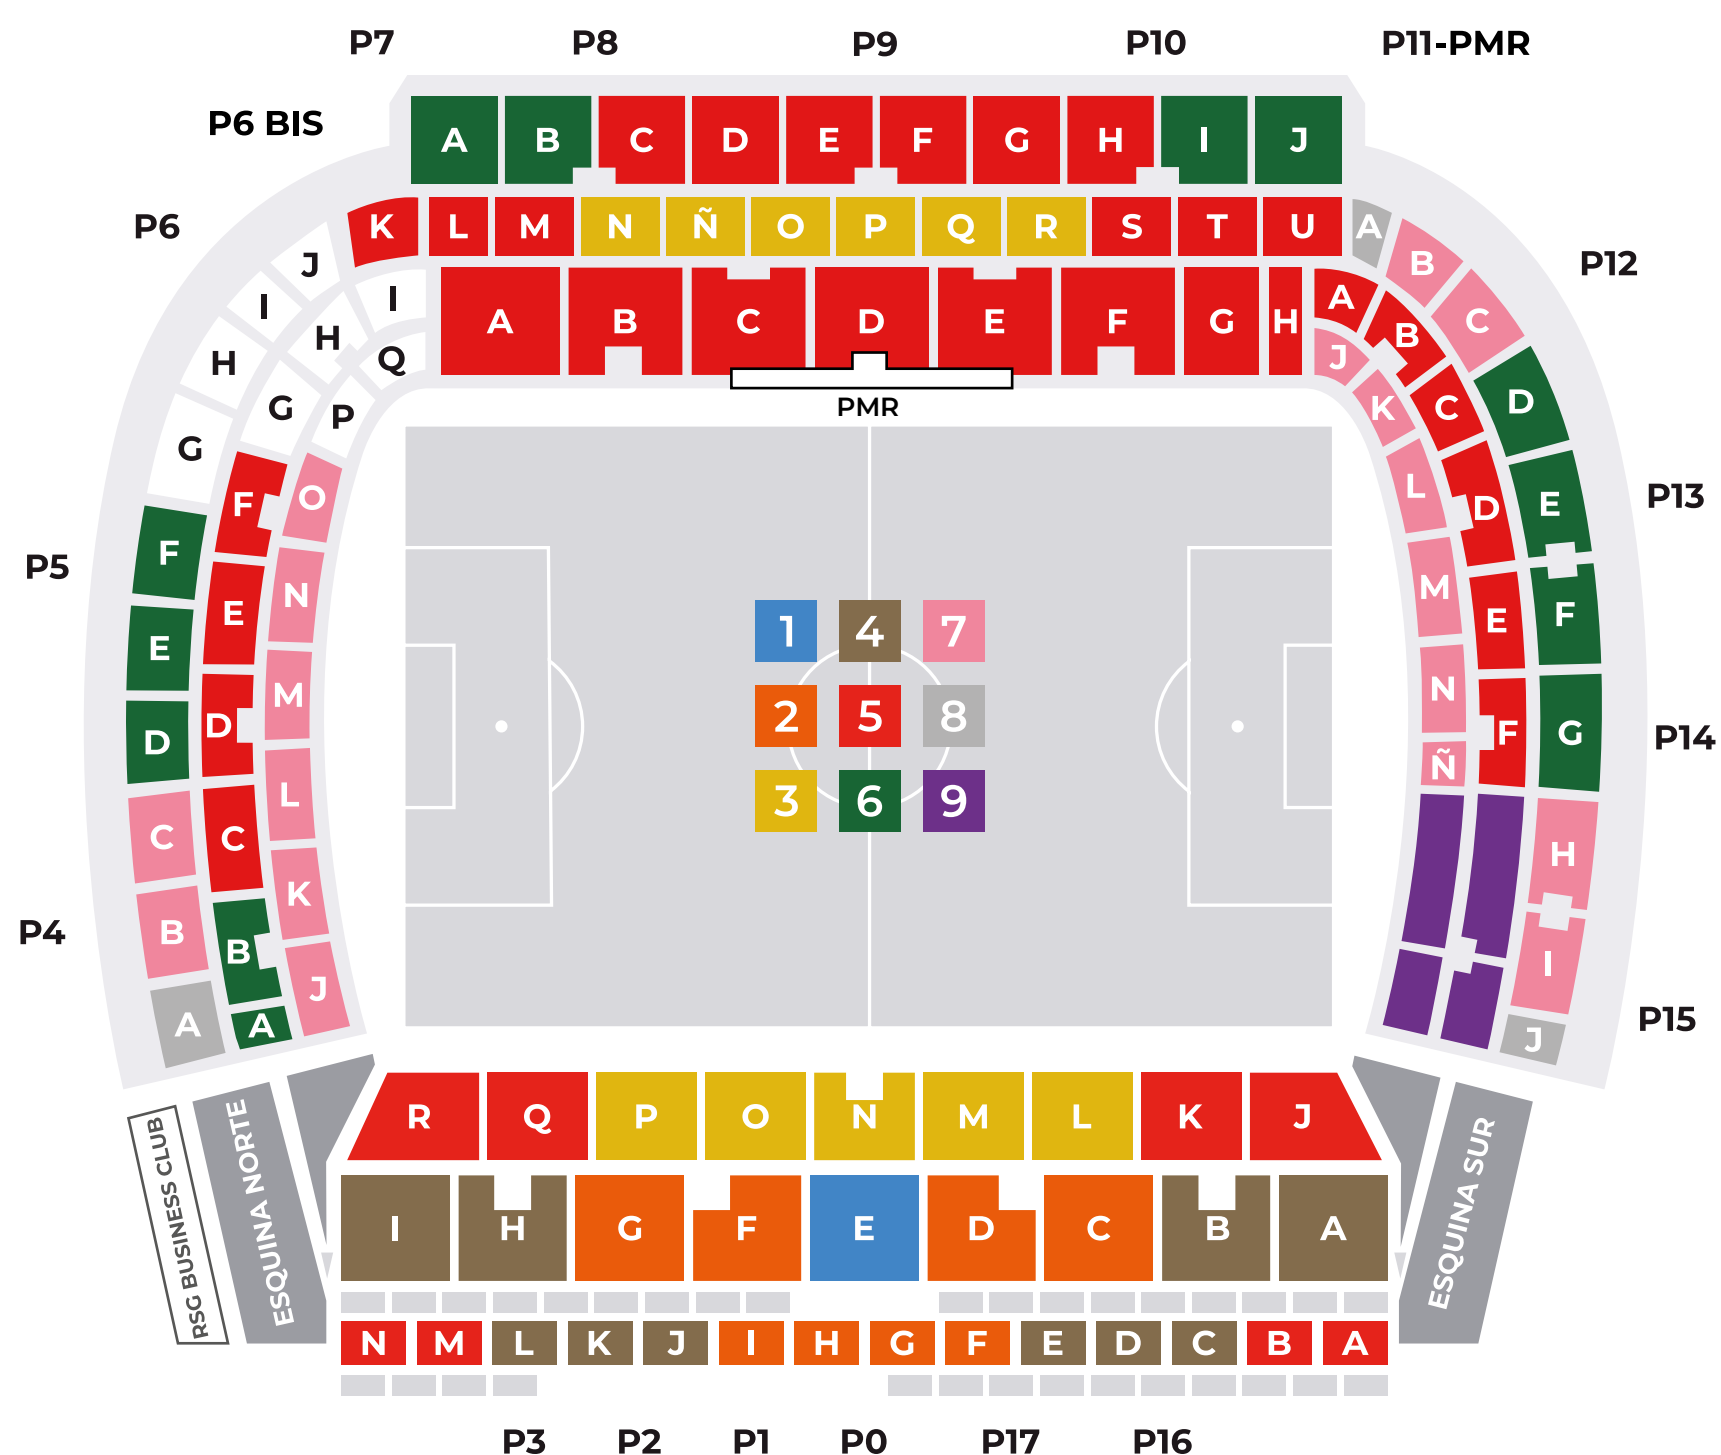 P7 P8 P9 P10 P11-PMR
P6 BIS
A B C D E F G H I J
P6
K L M N Ñ O P Q R S T U
A B C
P12
J I H G
I H G
Q P
A B C D E F G H
PMR
A B C D E F
J K L M N Ñ
D E F G H I J
P13
P14
P15
P5
P4
F E D C B A
F E D C B A
O N M L K J
1 4 7
2 5 8
3 6 9
RSG BUSINESS CLUB
ESQUINA NORTE
ESQUINA SUR
R Q P O N M L K J
I H G F E D C B A
N M L K J I H G F E D C B A
P3 P2 P1 P0 P17 P16